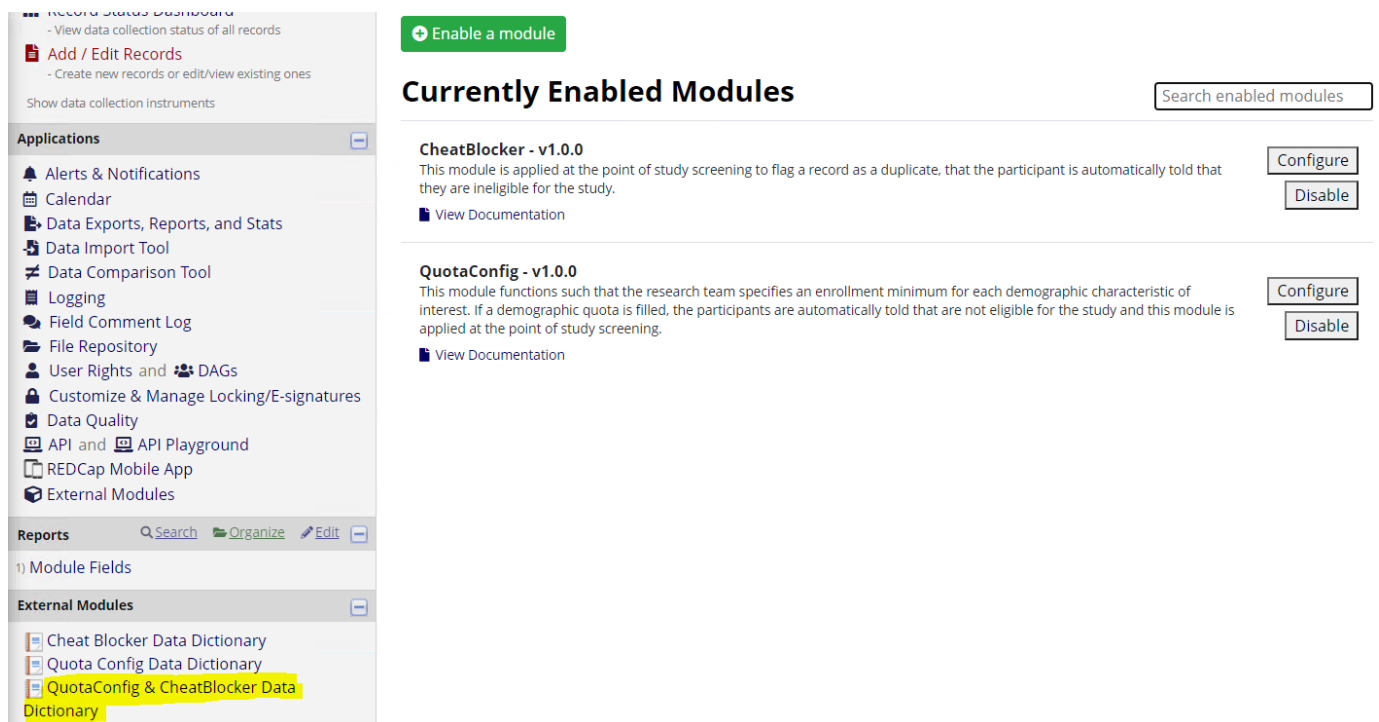 Record Status Dashboard
- View data collection status of all records
Add / Edit Records
- Create new records or edit/view existing ones
Show data collection instruments
Applications
Alerts & Notifications
Calendar
Data Exports, Reports, and Stats
Data Import Tool
Data Comparison Tool
Logging
Field Comment Log
File Repository
User Rights and DAGs
Customize & Manage Locking/E-signatures
Data Quality
API and API Playground
REDCap Mobile App
External Modules
Reports Search Organize Edit
1) Module Fields
External Modules
Cheat Blocker Data Dictionary
Quota Config Data Dictionary
QuotaConfig & CheatBlocker Data
Dictionary
Enable a module
Currently Enabled Modules
Search enabled modules
CheatBlocker - v1.0.0
This module is applied at the point of study screening to flag a record as a duplicate, that the participant is automatically told that
they are ineligible for the study.
View Documentation
Configure
Disable
QuotaConfig - v1.0.0
This module functions such that the research team specifies an enrollment minimum for each demographic characteristic of
interest. If a demographic quota is filled, the participants are automatically told that are not eligible for the study and this module is
applied at the point of study screening.
View Documentation
Configure
Disable